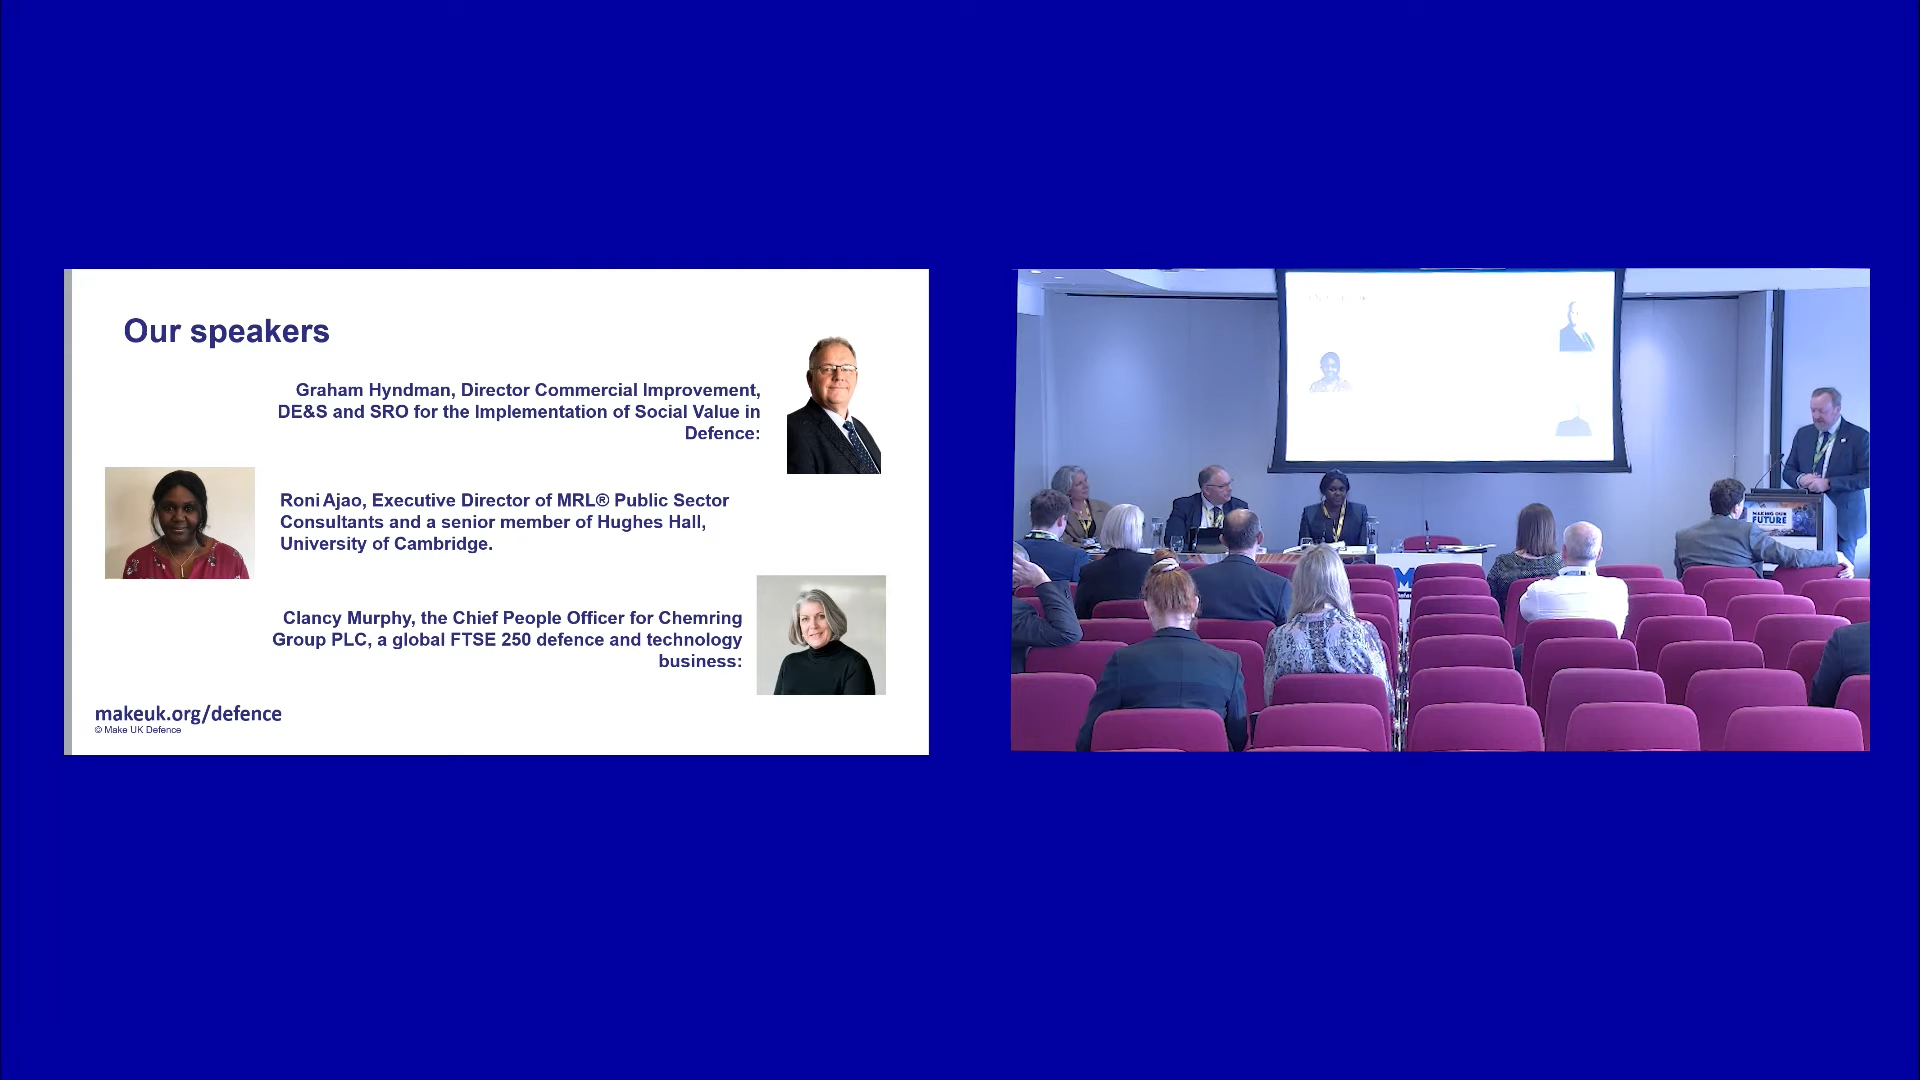 Our speakers
Graham Hyndman, Director Commercial Improvement,
DE&S and SRO for the Implementation of Social Value in
Defence:
Roni Ajao, Executive Director of MRL® Public Sector
Consultants and a senior member of Hughes Hall,
University of Cambridge.
Clancy Murphy, the Chief People Officer for Chemring
Group PLC, a global FTSE 250 defence and technology
business:
makeuk.org/defence
© Make UK Defence
MAKING OUR
FUTURE